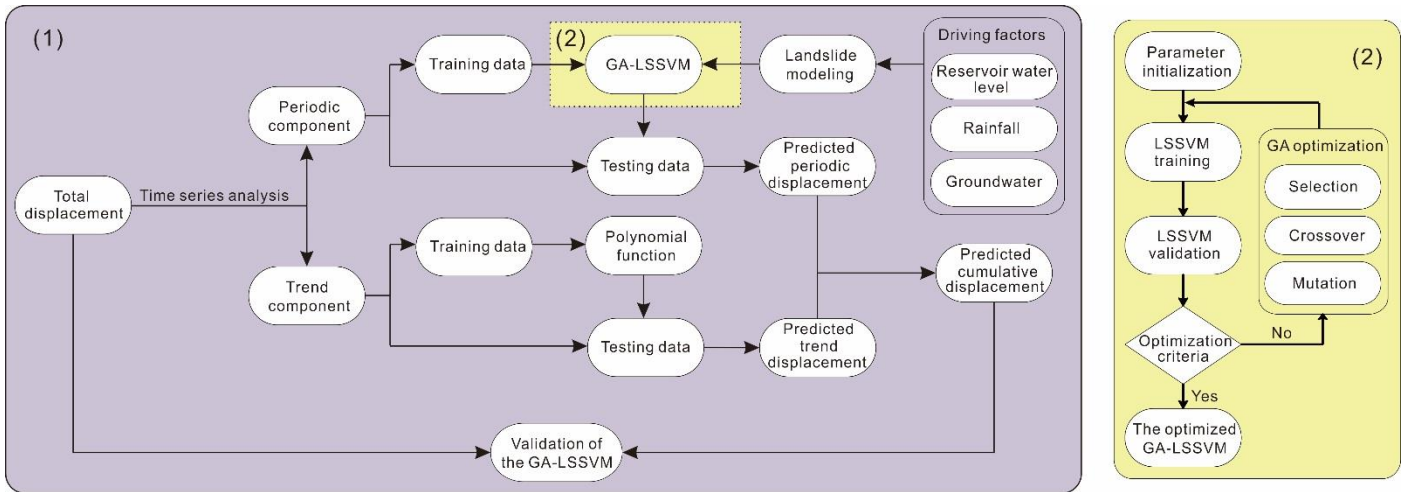 (1)
Total
displacement
Time series analysis
Periodic
component
Trend
component
Training data
(2)
GA-LSSVM
Landslide
modeling
Driving factors
Reservoir water
level
Rainfall
Groundwater
Testing data
Predicted
periodic
displacement
Training data
Polynomial
function
Testing data
Predicted
trend
displacement
Predicted
cumulative
displacement
Validation of
the GA-LSSVM
(2)
Parameter
initialization
LSSVM
training
LSSVM
validation
GA optimization
Selection
Crossover
Mutation
Optimization
criteria
No
Yes
The optimized
GA-LSSVM